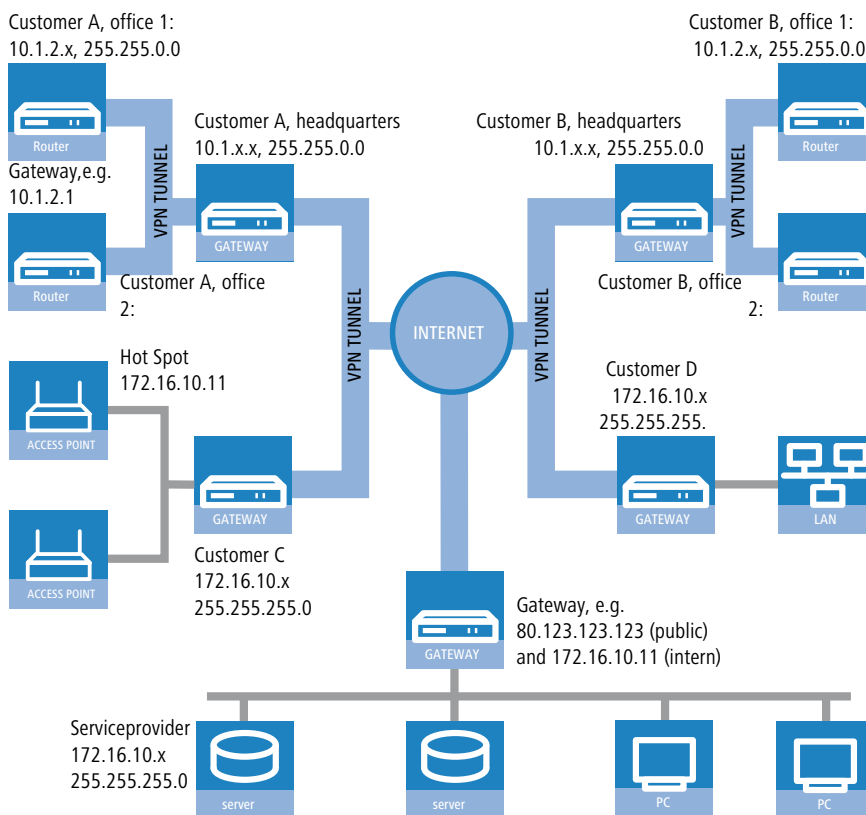 Customer A, office 1:
10.1.2.x, 255.255.0.0
Router
Gateway,e.g.
10.1.2.1
Router
VPN TUNNEL
Customer A, headquarters
10.1.x.x, 255.255.0.0
GATEWAY
Customer A, office
2:
Customer B, office 1:
10.1.2.x, 255.255.0.0
Router
Customer B, headquarters
10.1.x.x, 255.255.0.0
GATEWAY
VPN TUNNEL
Customer B, office
2:
Router
VPN TUNNEL
INTERNET
VPN TUNNEL
Hot Spot
172.16.10.11
ACCESS POINT
ACCESS POINT
GATEWAY
Customer C
172.16.10.x
255.255.255.0
Customer D
172.16.10.x
255.255.255.
GATEWAY
LAN
GATEWAY
Gateway, e.g.
80.123.123.123 (public)
and 172.16.10.11 (intern)
Serviceprovider
172.16.10.x
255.255.255.0
server
server
PC
PC